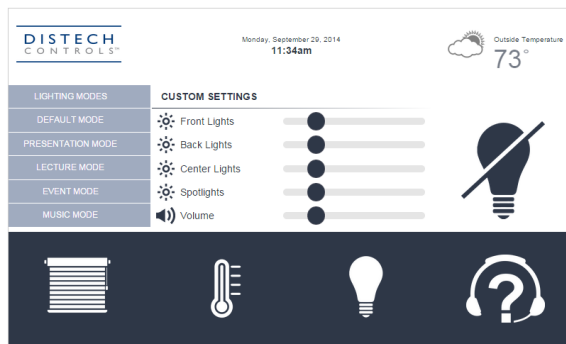 DISTECH
CONTROLS™
Monday, September 29, 2014
11:34am
Outside Temperature
73°
LIGHTING MODES
DEFAULT MODE
PRESENTATION MODE
LECTURE MODE
EVENT MODE
MUSIC MODE
CUSTOM SETTINGS
Front Lights
Back Lights
Center Lights
Spotlights
Volume
?